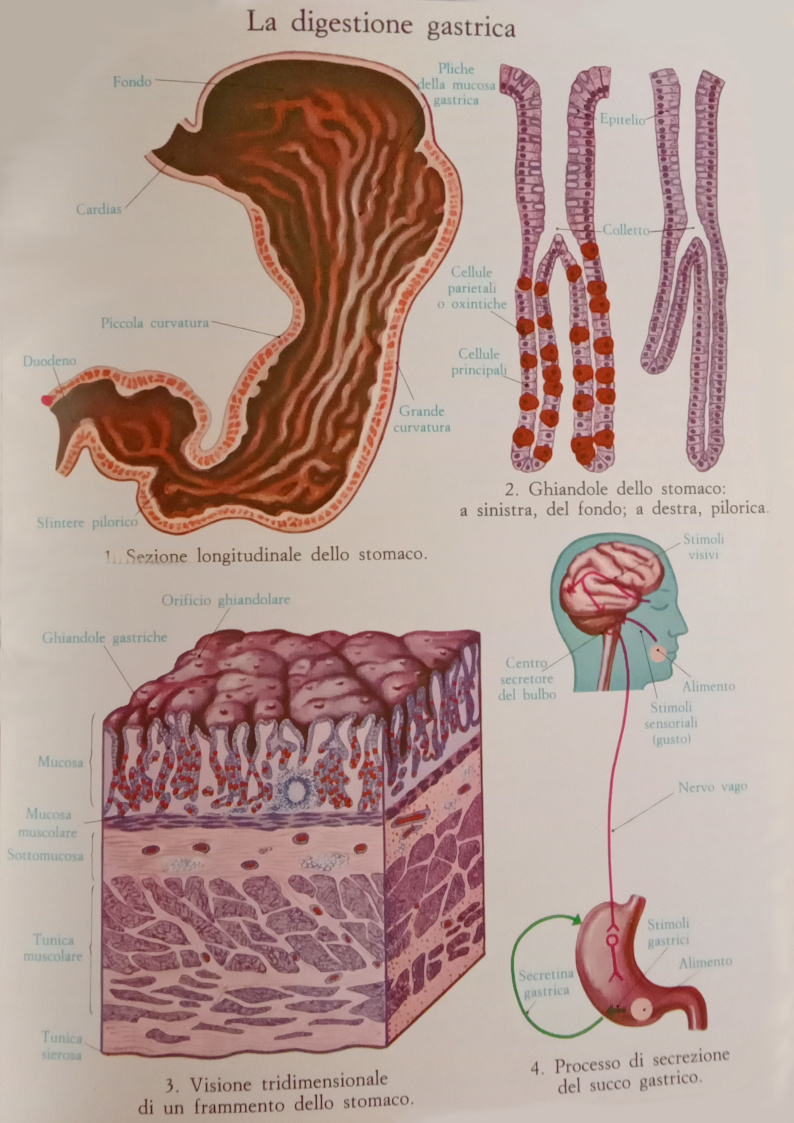 La digestione gastrica
Fondo
Cardias
Piccola curvatura
Duodeno
Sfintere pilorico
Pliche
della mucosa
gastrica
Grande
curvatura
1. Sezione longitudinale dello stomaco.
Epitelio
Colletto
Cellule
parietali
o oxintiche
Cellule
principali
2. Ghiandole dello stomaco:
a sinistra, del fondo; a destra, pilorica.
Orificio ghiandolare
Ghiandole gastriche
Mucosa
Mucosa
muscolare
Sottomucosa
Tunica
muscolare
Tunica
sierosa
3. Visione tridimensionale
di un frammento dello stomaco.
Stimoli
visivi
Centro
secretore
del bulbo
Alimento
Stimoli
sensoriali
(gusto)
Nervo vago
Stimoli
gastrici
Alimento
Secretina
gastrica
4. Processo di secrezione
del succo gastrico.